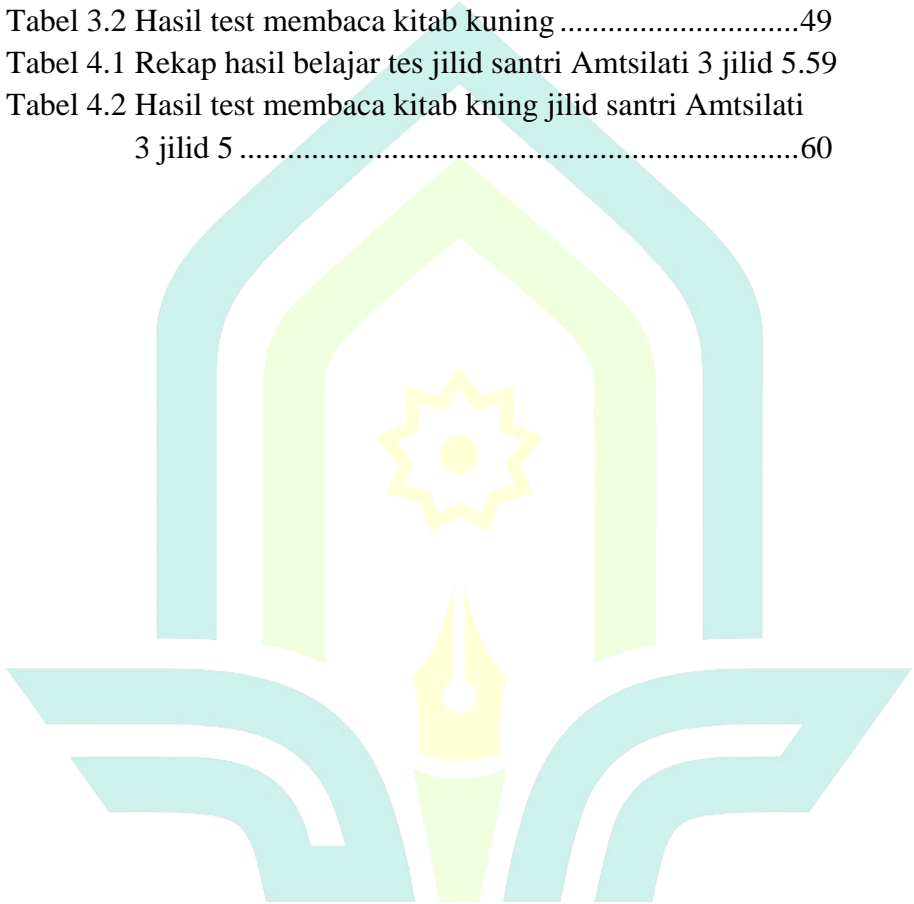 Tabel 3.2 Hasil test membaca kitab kuning ............................49
Tabel 4.1 Rekap hasil belajar tes jilid santri Amtsilati 3 jilid 5.59
Tabel 4.2 Hasil test membaca kitab kning jilid santri Amtsilati
3 jilid 5 .................................................................60